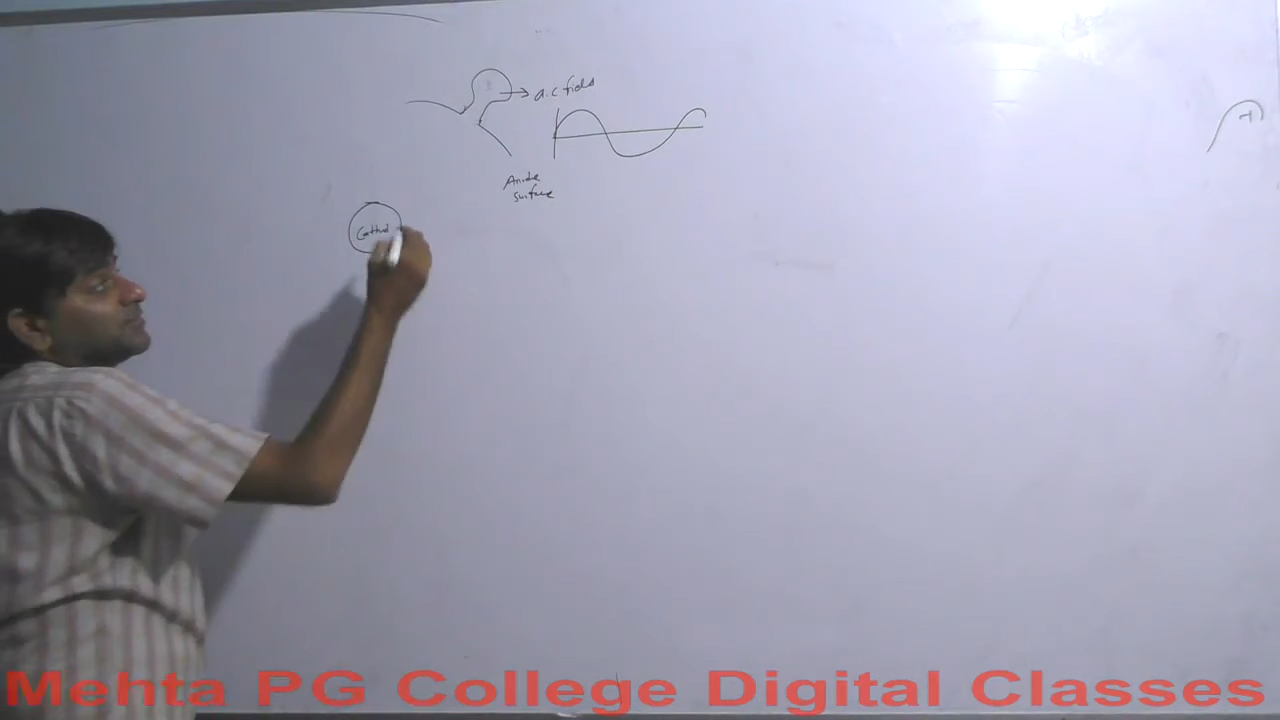 a.c field
Anode
surface
Cathod
+
Mehta PG College Digital Classes